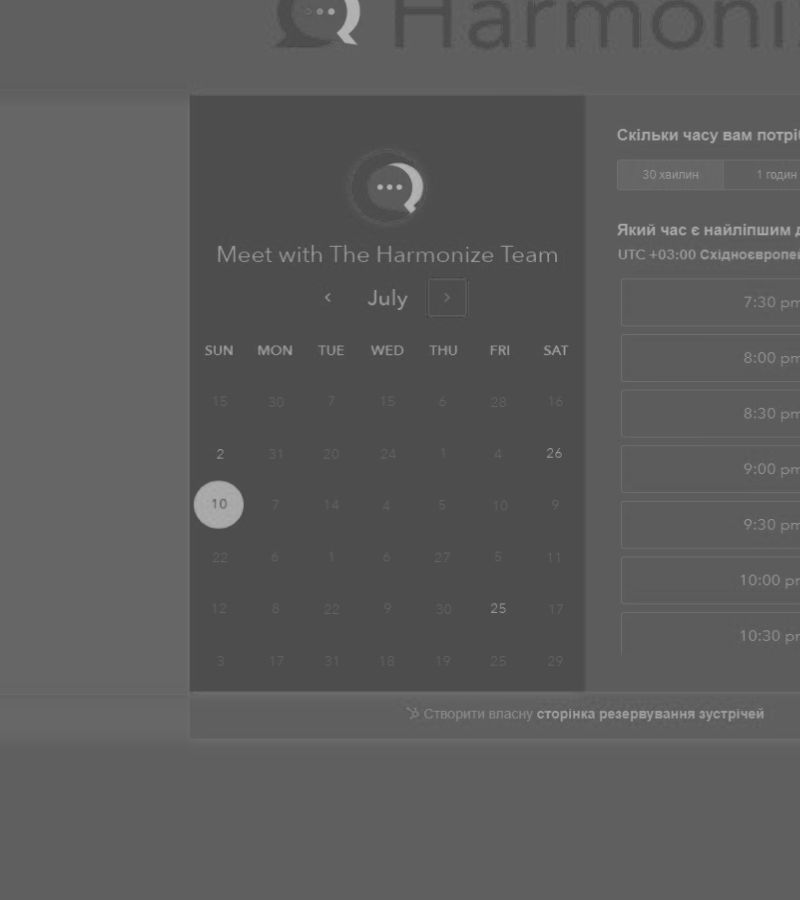 Harmoni
Meet with The Harmonize Team
July
SUN MON TUE WED THU FRI SAT
15 30 7 15 6 28 16
2 31 20 24 1 4 26
10 7 14 4 5 10 9
22 6 1 6 27 5 11
12 8 22 9 30 25 17
3 17 31 18 19 25 29
Скільки часу вам
30 хвилин 1 годин
Який час є найліпшим
UTC +03:00
7:30 pm
8:00 pm
8:30 pm
9:00 pm
9:30 pm
10:00 pm
10:30 pm
Створити власну сторінка резервування зустрічей